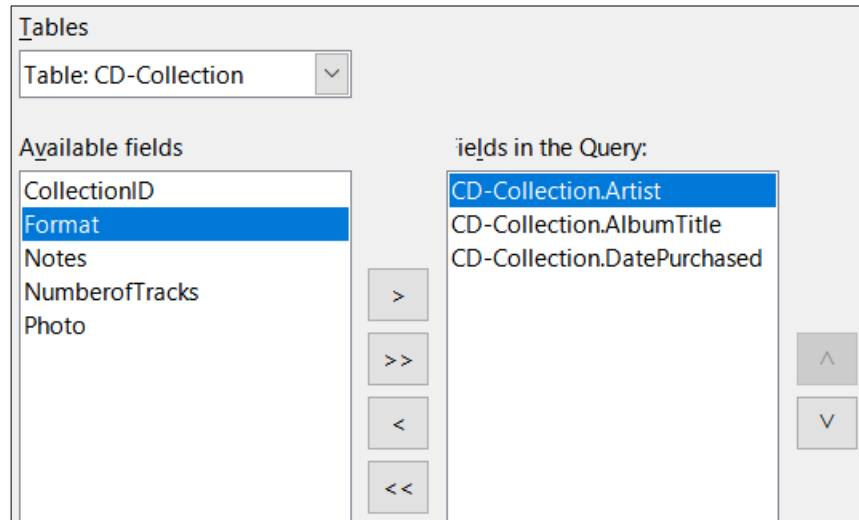 Tables
Table: CD-Collection
Available fields
CollectionID
Format
Notes
NumberofTracks
Photo
>
>>
<
<<
ields in the Query:
CD-Collection.Artist
CD-Collection.AlbumTitle
CD-Collection.DatePurchased
^
v